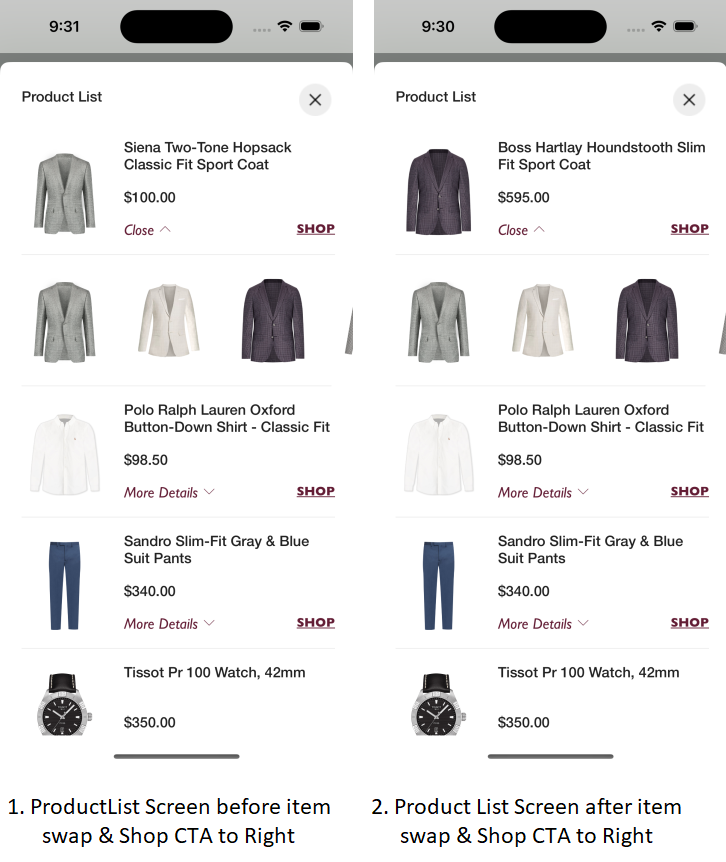 9:31
Product List
Siena Two-Tone Hopsack
Classic Fit Sport Coat
$100.00
Close
SHOP
Polo Ralph Lauren Oxford
Button-Down Shirt - Classic Fit
$98.50
More Details
SHOP
Sandro Slim-Fit Gray & Blue
Suit Pants
$340.00
More Details
SHOP
Tissot Pr 100 Watch, 42mm
$350.00
1. ProductList Screen before item
swap & Shop CTA to Right
9:30
Product List
Boss Hartlay Houndstooth Slim
Fit Sport Coat
$595.00
Close
SHOP
Polo Ralph Lauren Oxford
Button-Down Shirt - Classic Fit
$98.50
More Details
SHOP
Sandro Slim-Fit Gray & Blue
Suit Pants
$340.00
More Details
SHOP
Tissot Pr 100 Watch, 42mm
$350.00
2. Product List Screen after item
swap & Shop CTA to Right